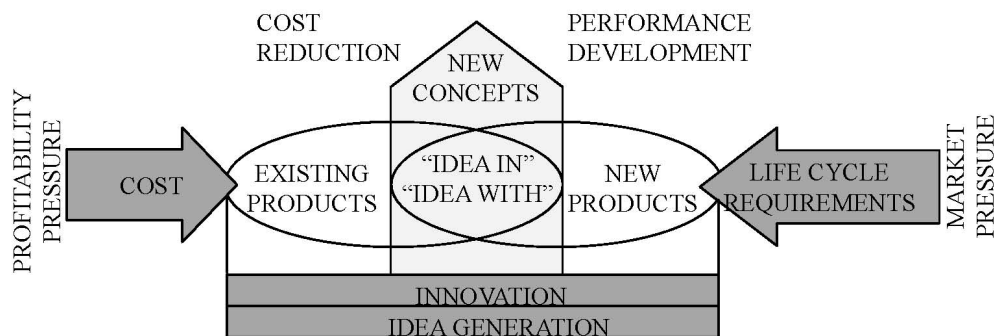 COST
REDUCTION
PERFORMANCE
DEVELOPMENT
NEW
CONCEPTS
PROFITABILITY
PRESSURE
COST
EXISTING
PRODUCTS
“IDEA IN”
“IDEA WITH”
NEW
PRODUCTS
LIFE CYCLE
REQUIREMENTS
MARKET
PRESSURE
INNOVATION
IDEA GENERATION